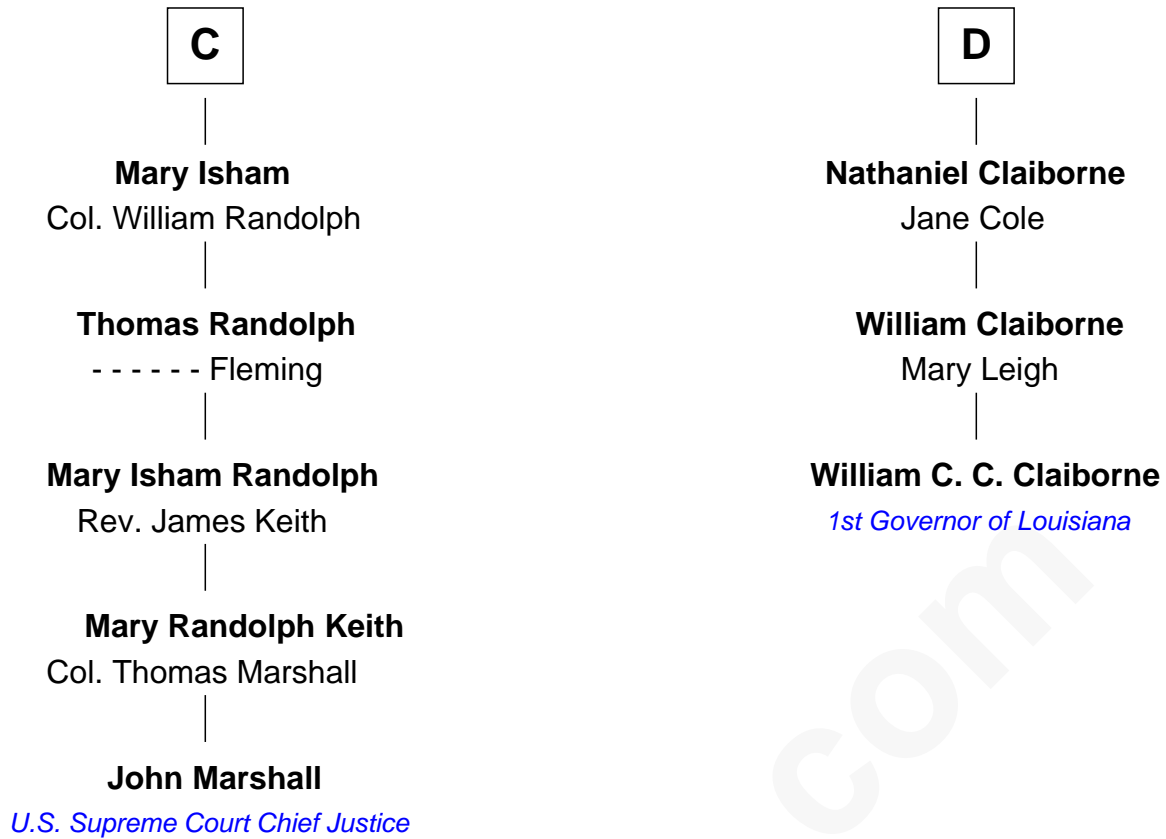 C
Mary Isham
Col. William Randolph
Thomas Randolph
- - - - - - Fleming
Mary Isham Randolph
Rev. James Keith
Mary Randolph Keith
Col. Thomas Marshall
John Marshall
U.S. Supreme Court Chief Justice
D
Nathaniel Claiborne
Jane Cole
William Claiborne
Mary Leigh
William C. C. Claiborne
1st Governor of Louisiana
com